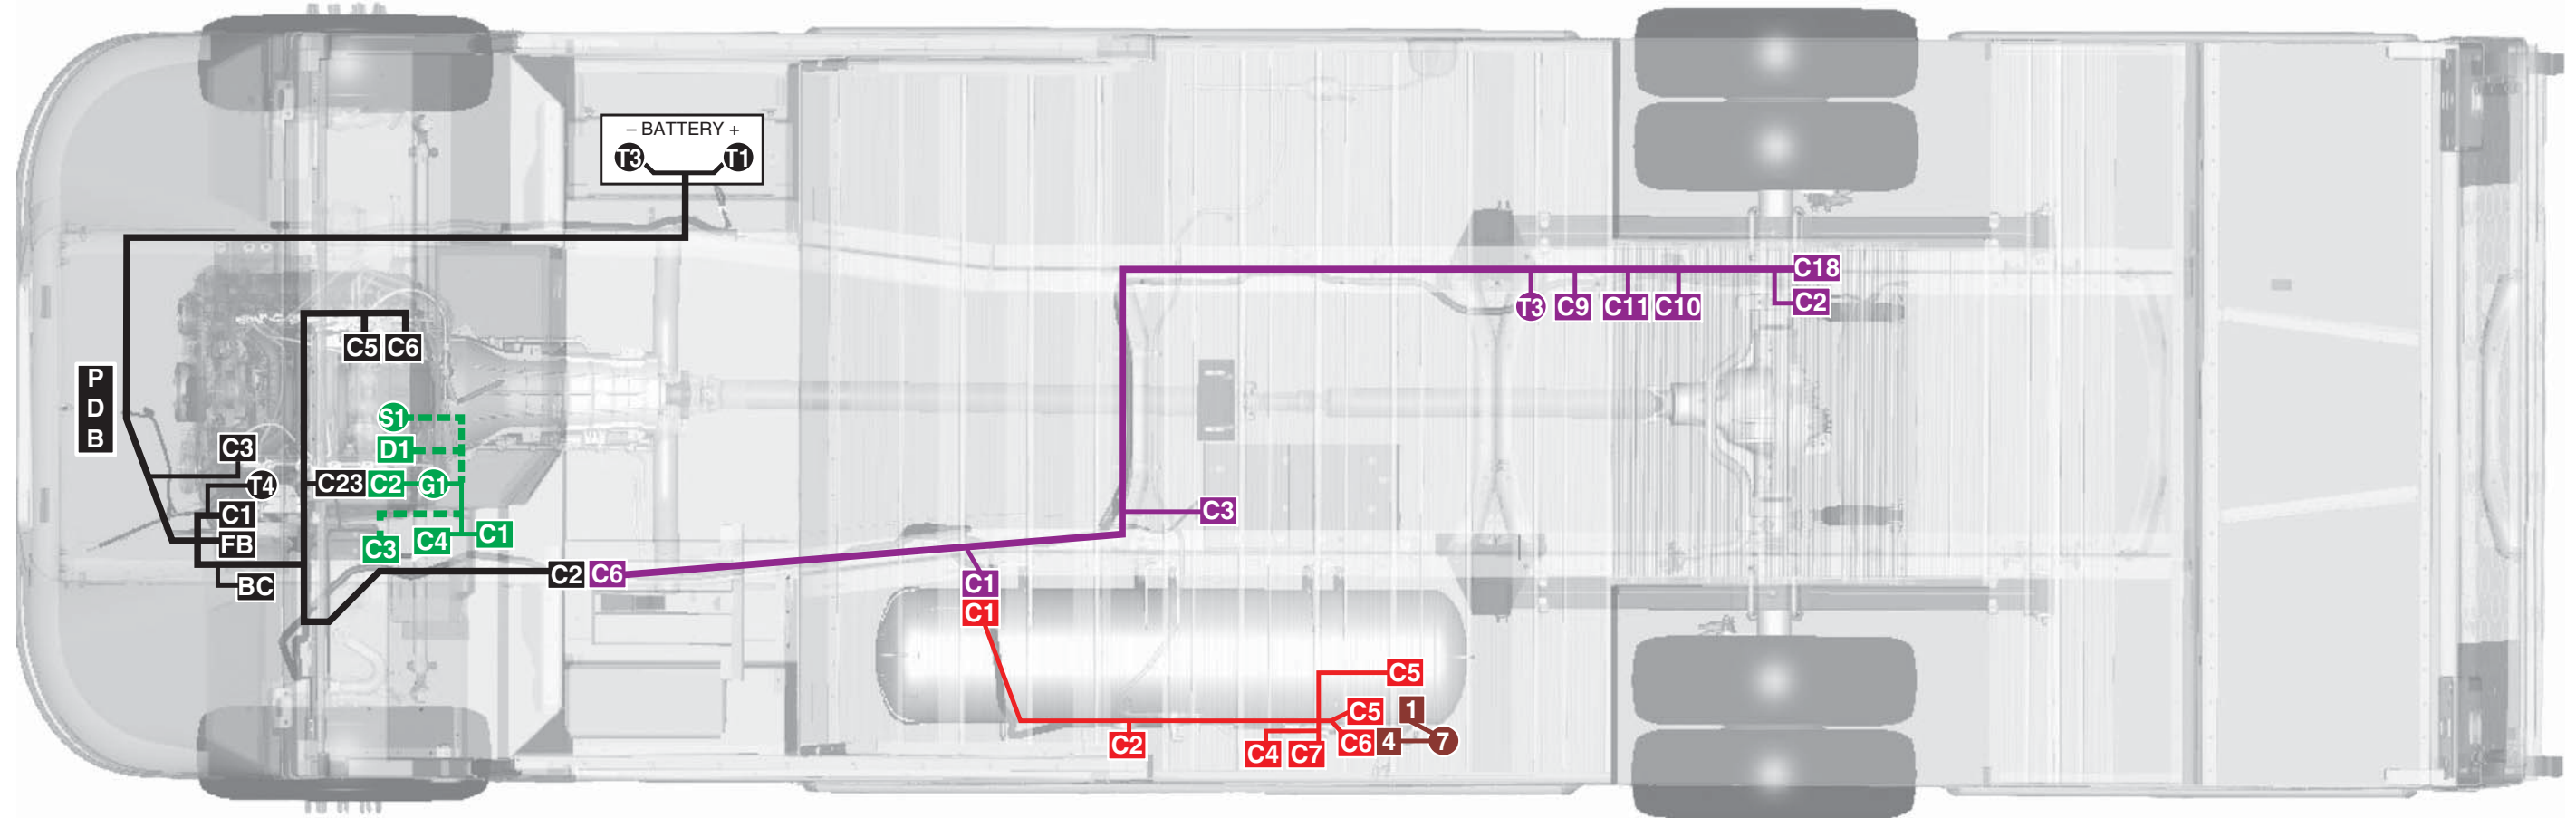 – BATTERY +
T3 T1
C18
T3 C9 C11 C10 C2
C5 C6
P
D
B
S1
C3 D1
T4 C23 C2 G1
C1 C3
FB C3 C4 C1
BC C2 C6
C1
C1
C5
C5 1
C2 C4 C7 C6 4 7